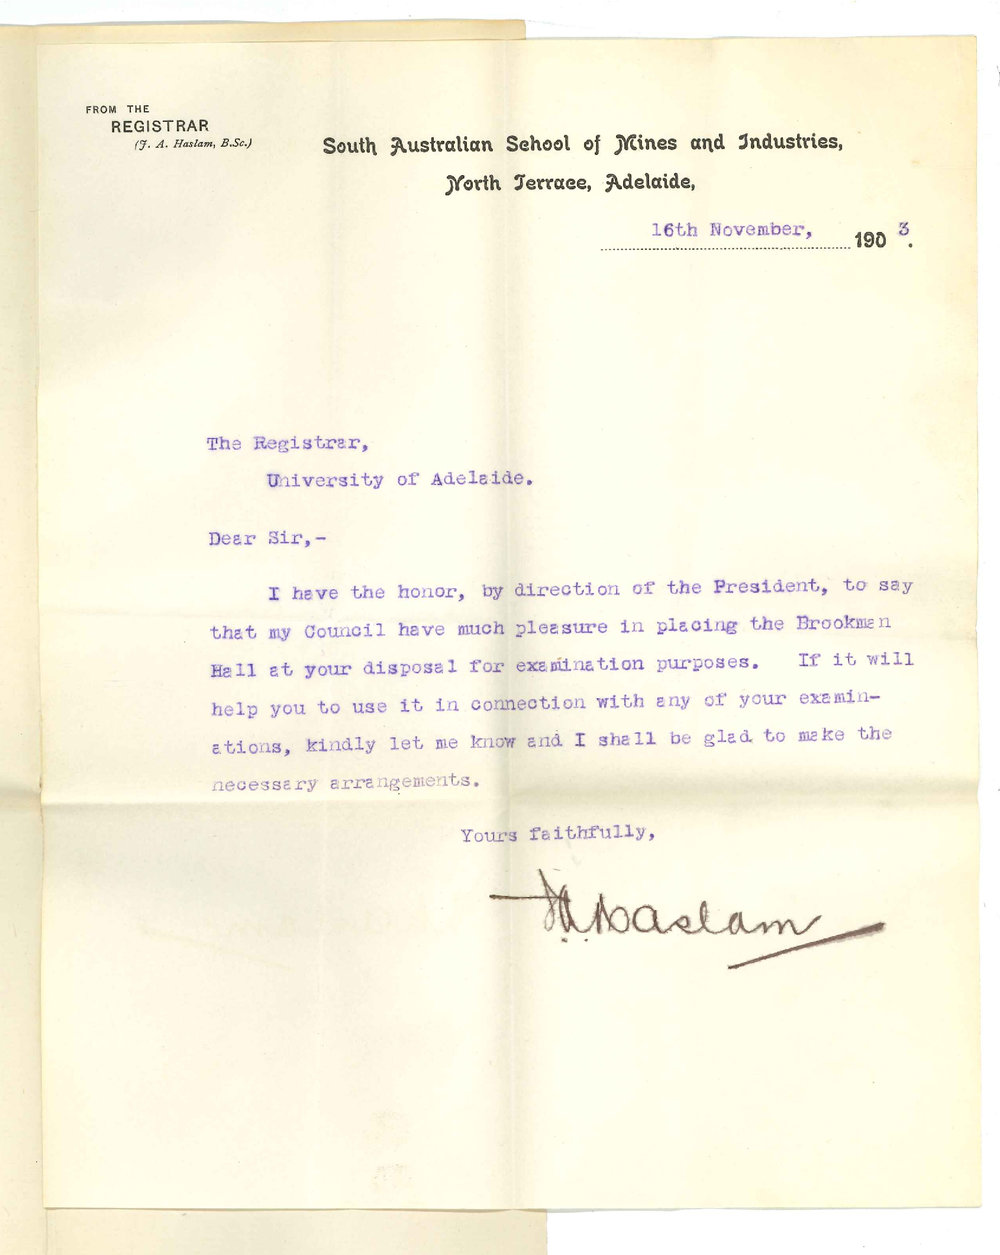 FROM THE
REGISTRAR
(J. A. Haslam, B.Sc.)
South Australian School of Mines and Industries,
North Terrace, Adelaide,
16th November, 1903.
The Registrar,
University of Adelaide.
Dear Sir,-
I have the honor, by direction of the President, to say
that my Council have much pleasure in placing the Brookman
Hall at your disposal for examination purposes. If it will
help you to use it in connection with any of your examin-
ations, kindly let me know and I shall be glad to make the
necessary arrangements.
Yours faithfully,
J. A. Haslam